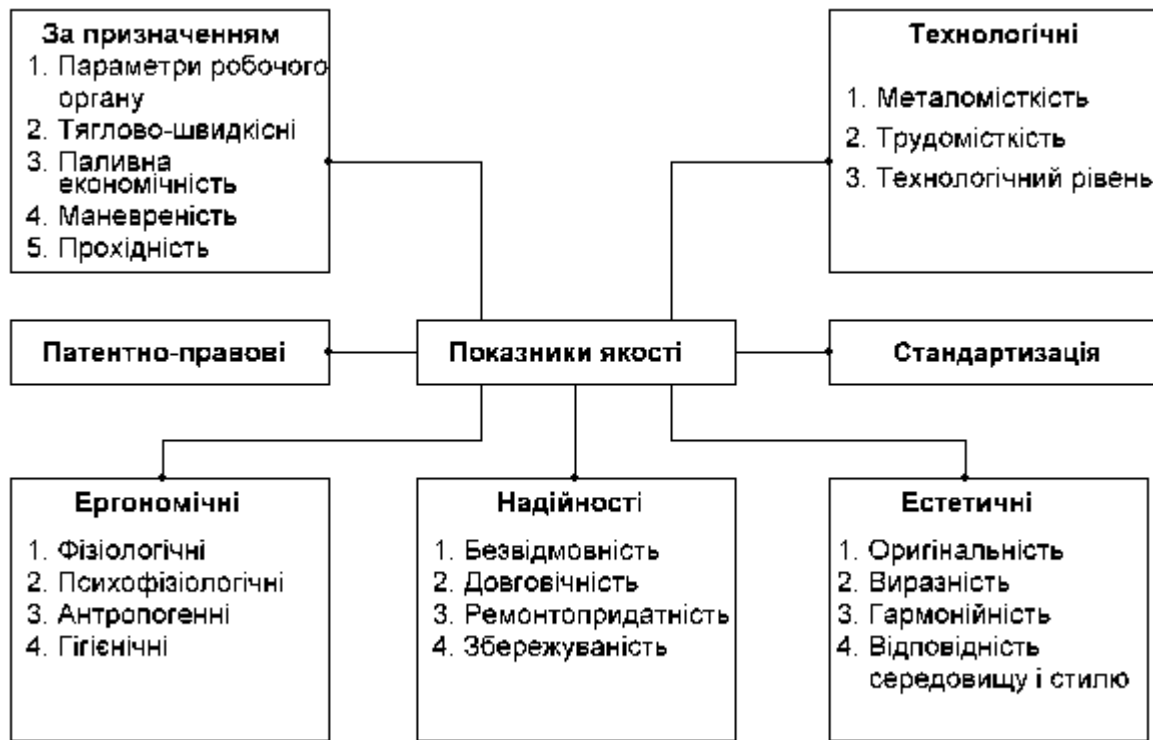 За призначенням
1. Параметри робочого
органу
2. Тяглово-швидкісні
3. Паливна
економічність
4. Маневреність
5. Прохідність
Технологічні
1. Металомісткість
2. Трудомісткість
3. Технологічний рівень
Патентно-правові
Показники якості
Стандартизація
Ергономічні
1. Фізіологічні
2. Психофізіологічні
3. Антропогенні
4. Гігієнічні
Надійності
1. Безвідмовність
2. Довговічність
3. Ремонтопридатність
4. Збережуваність
Естетичні
1. Оригінальність
2. Виразність
3. Гармонійність
4. Відповідність
середовищу і стилю